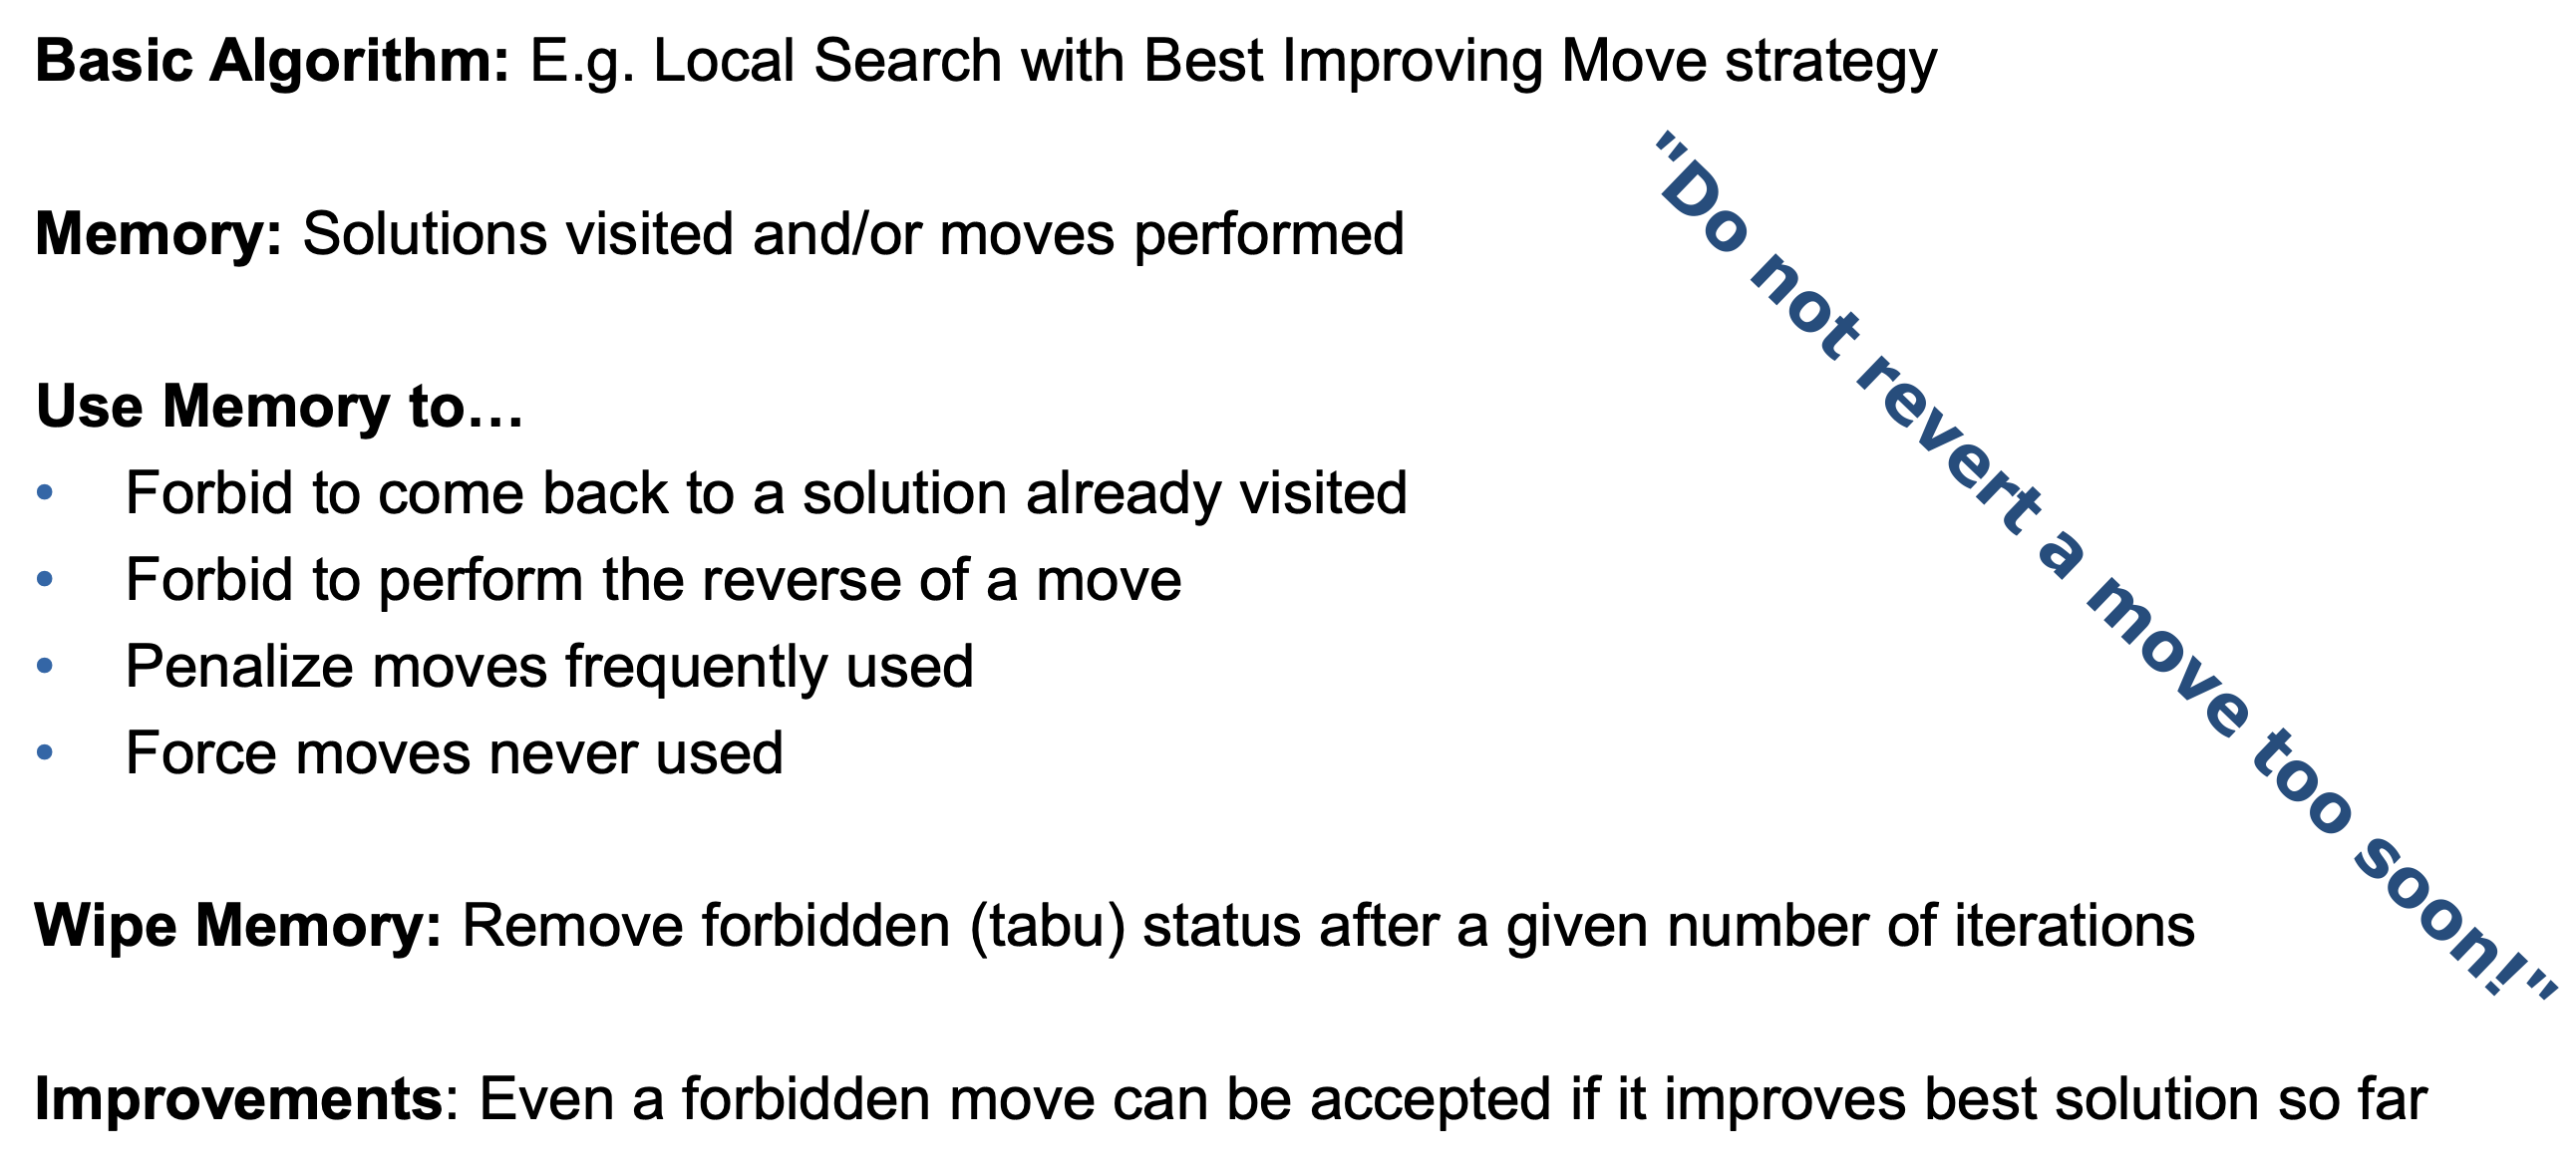 Basic Algorithm: E.g. Local Search with Best Improving Move strategy
"Do not revert a move too soon!"
Memory: Solutions visited and/or moves performed
Use Memory to…
• Forbid to come back to a solution already visited
• Forbid to perform the reverse of a move
• Penalize moves frequently used
• Force moves never used
Wipe Memory: Remove forbidden (tabu) status after a given number of iterations
Improvements: Even a forbidden move can be accepted if it improves best solution so far